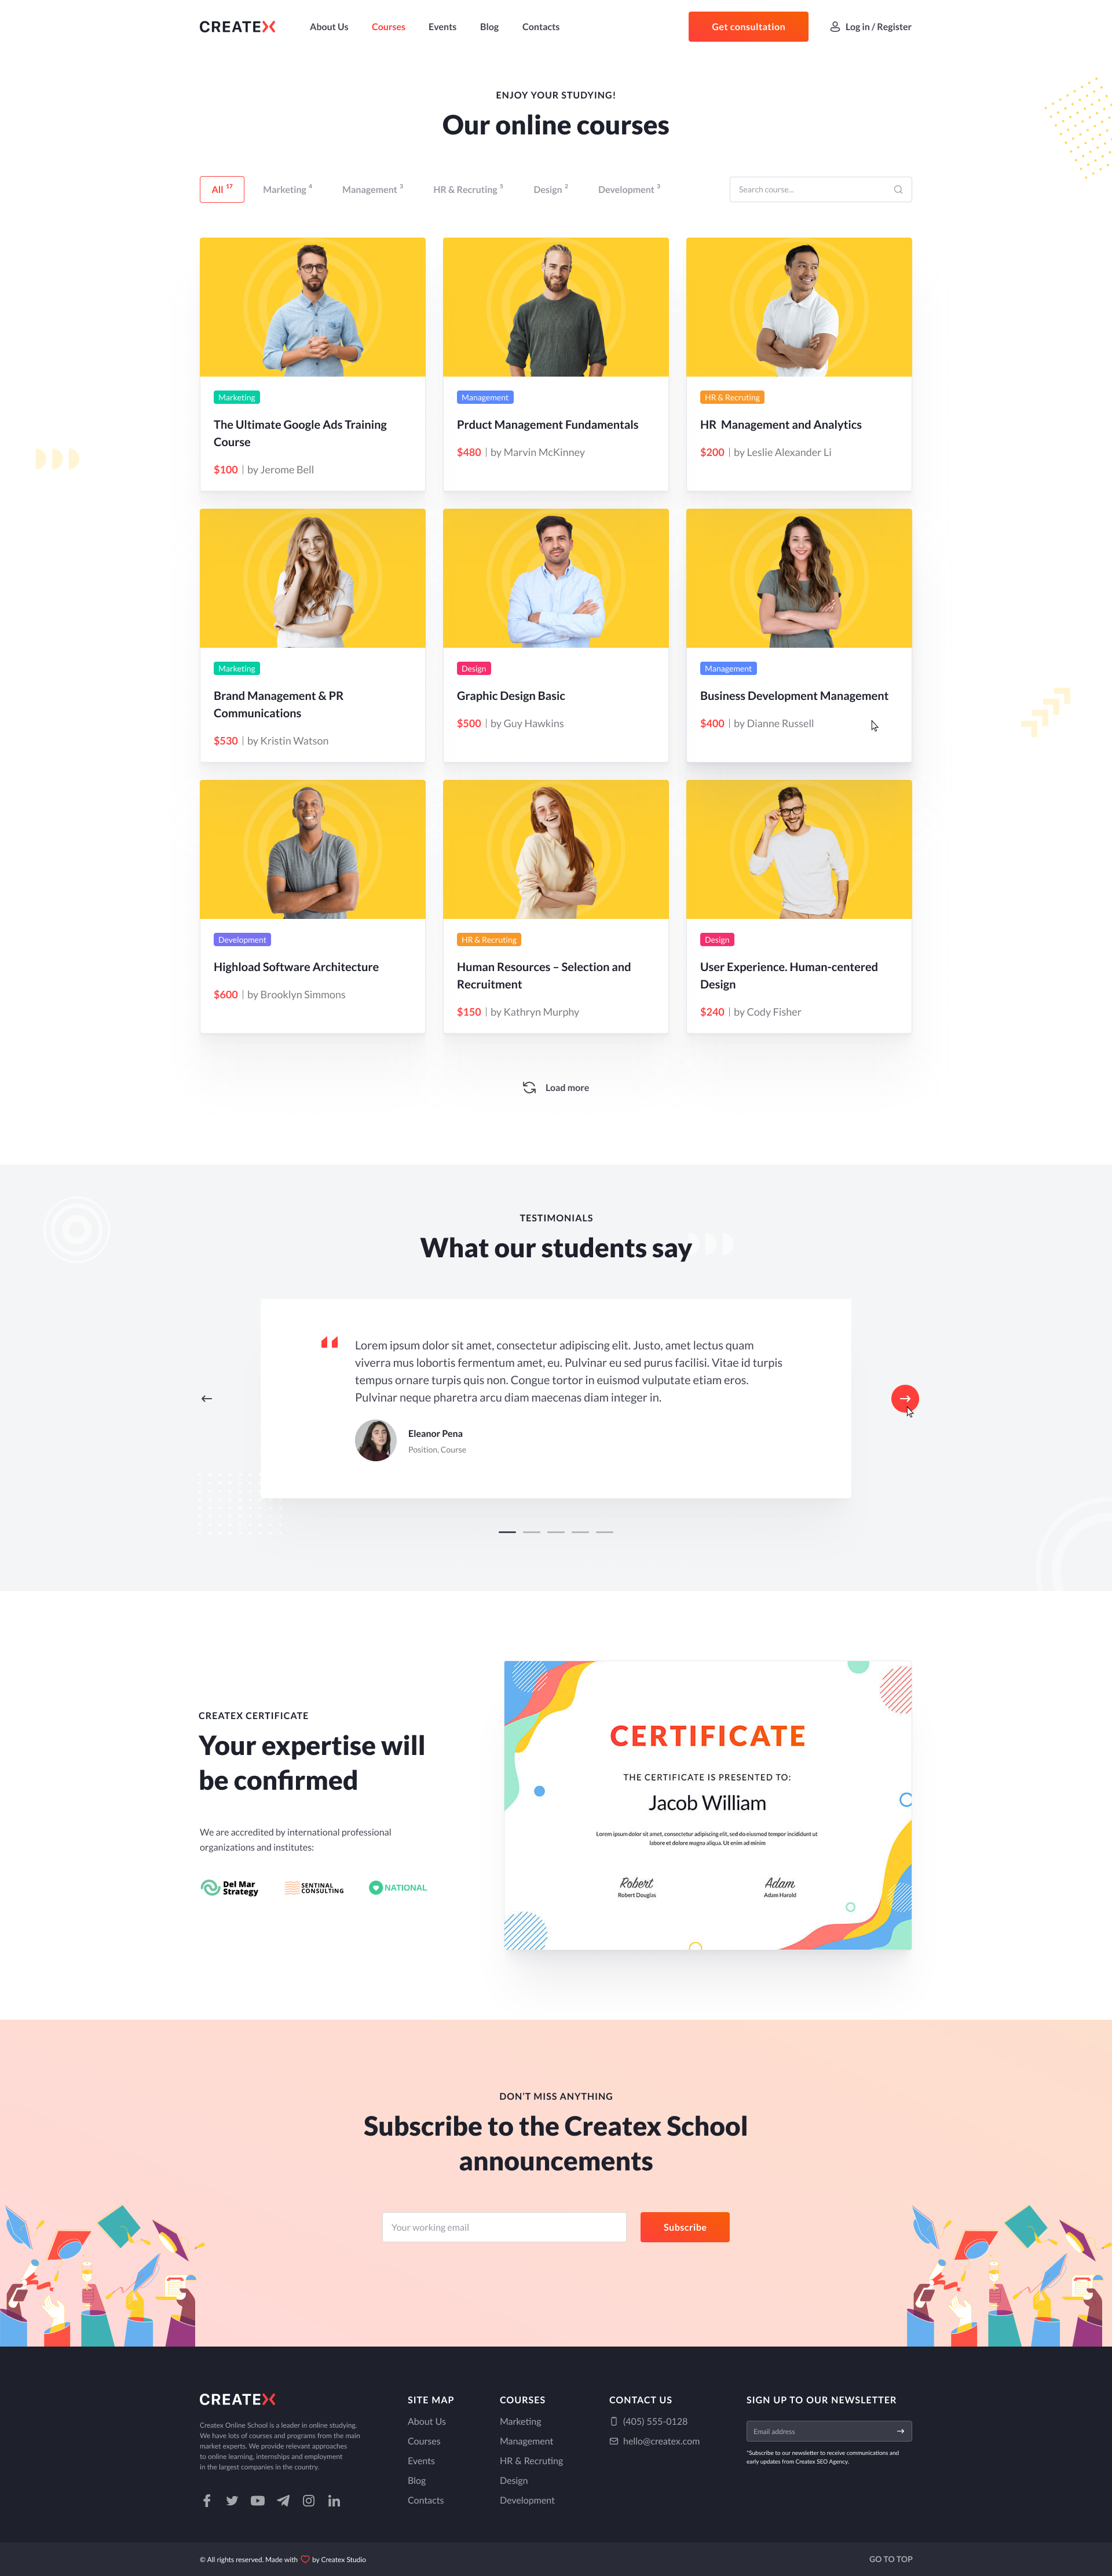 CREATEX
About Us
Courses
Events
Blog
Contacts
Get consultation
Log in / Register
ENJOY YOUR STUDYING!
Our online courses
All 17
Marketing 4
Management 3
HR & Recruting 5
Design 2
Development 3
Search course...
Marketing
The Ultimate Google Ads Training
Course
$100 | by Jerome Bell
Management
Prduct Management Fundamentals
$480 | by Marvin McKinney
HR & Recruting
HR Management and Analytics
$200 | by Leslie Alexander Li
Marketing
Brand Management & PR
Communications
$530 | by Kristin Watson
Design
Graphic Design Basic
$500 | by Guy Hawkins
Management
Business Development Management
$400 | by Dianne Russell
Development
Highload Software Architecture
$600 | by Brooklyn Simmons
HR & Recruting
Human Resources – Selection and
Recruitment
$150 | by Kathryn Murphy
Design
User Experience. Human-centered
Design
$240 | by Cody Fisher
Load more
TESTIMONIALS
What our students say
Lorem ipsum dolor sit amet, consectetur adipiscing elit. Justo, amet lectus quam
viverra mus lobortis fermentum amet, eu. Pulvinar eu sed purus facilisi. Vitae id turpis
tempus ornare turpis quis non. Congue tortor in euismod vulputate etiam eros.
Pulvinar neque pharetra arcu diam maecenas diam integer in.
Eleanor Pena
Position, Course
CREATEX CERTIFICATE
Your expertise will
be confirmed
We are accredited by international professional
organizations and institutes:
Del Mar
Strategy
SENTINAL
CONSULTING
NATIONAL
CERTIFICATE
THE CERTIFICATE IS PRESENTED TO:
Jacob William
Lorem ipsum dolor sit amet, consectetur adipiscing elit, sed do eiusmod tempor incididunt ut
labore et dolore magna aliqua. Ut enim ad minim
Robert
Robert Douglas
Adam
Adam Harold
DON'T MISS ANYTHING
Subscribe to the Createx School
announcements
Your working email
Subscribe
CREATEX
Createx Online School is a leader in online studying.
We have lots of courses and programs from the main
market experts. We provide relevant approaches
to online learning, internships and employment
in the largest companies in the country.
SITE MAP
About Us
Courses
Events
Blog
Contacts
COURSES
Marketing
Management
HR & Recruting
Design
Development
CONTACT US
(405) 555-0128
hello@createx.com
SIGN UP TO OUR NEWSLETTER
Email address
*Subscribe to our newsletter to receive communications and
early updates from Createx SEO Agency.
© All rights reserved. Made with by Createx Studio
GO TO TOP